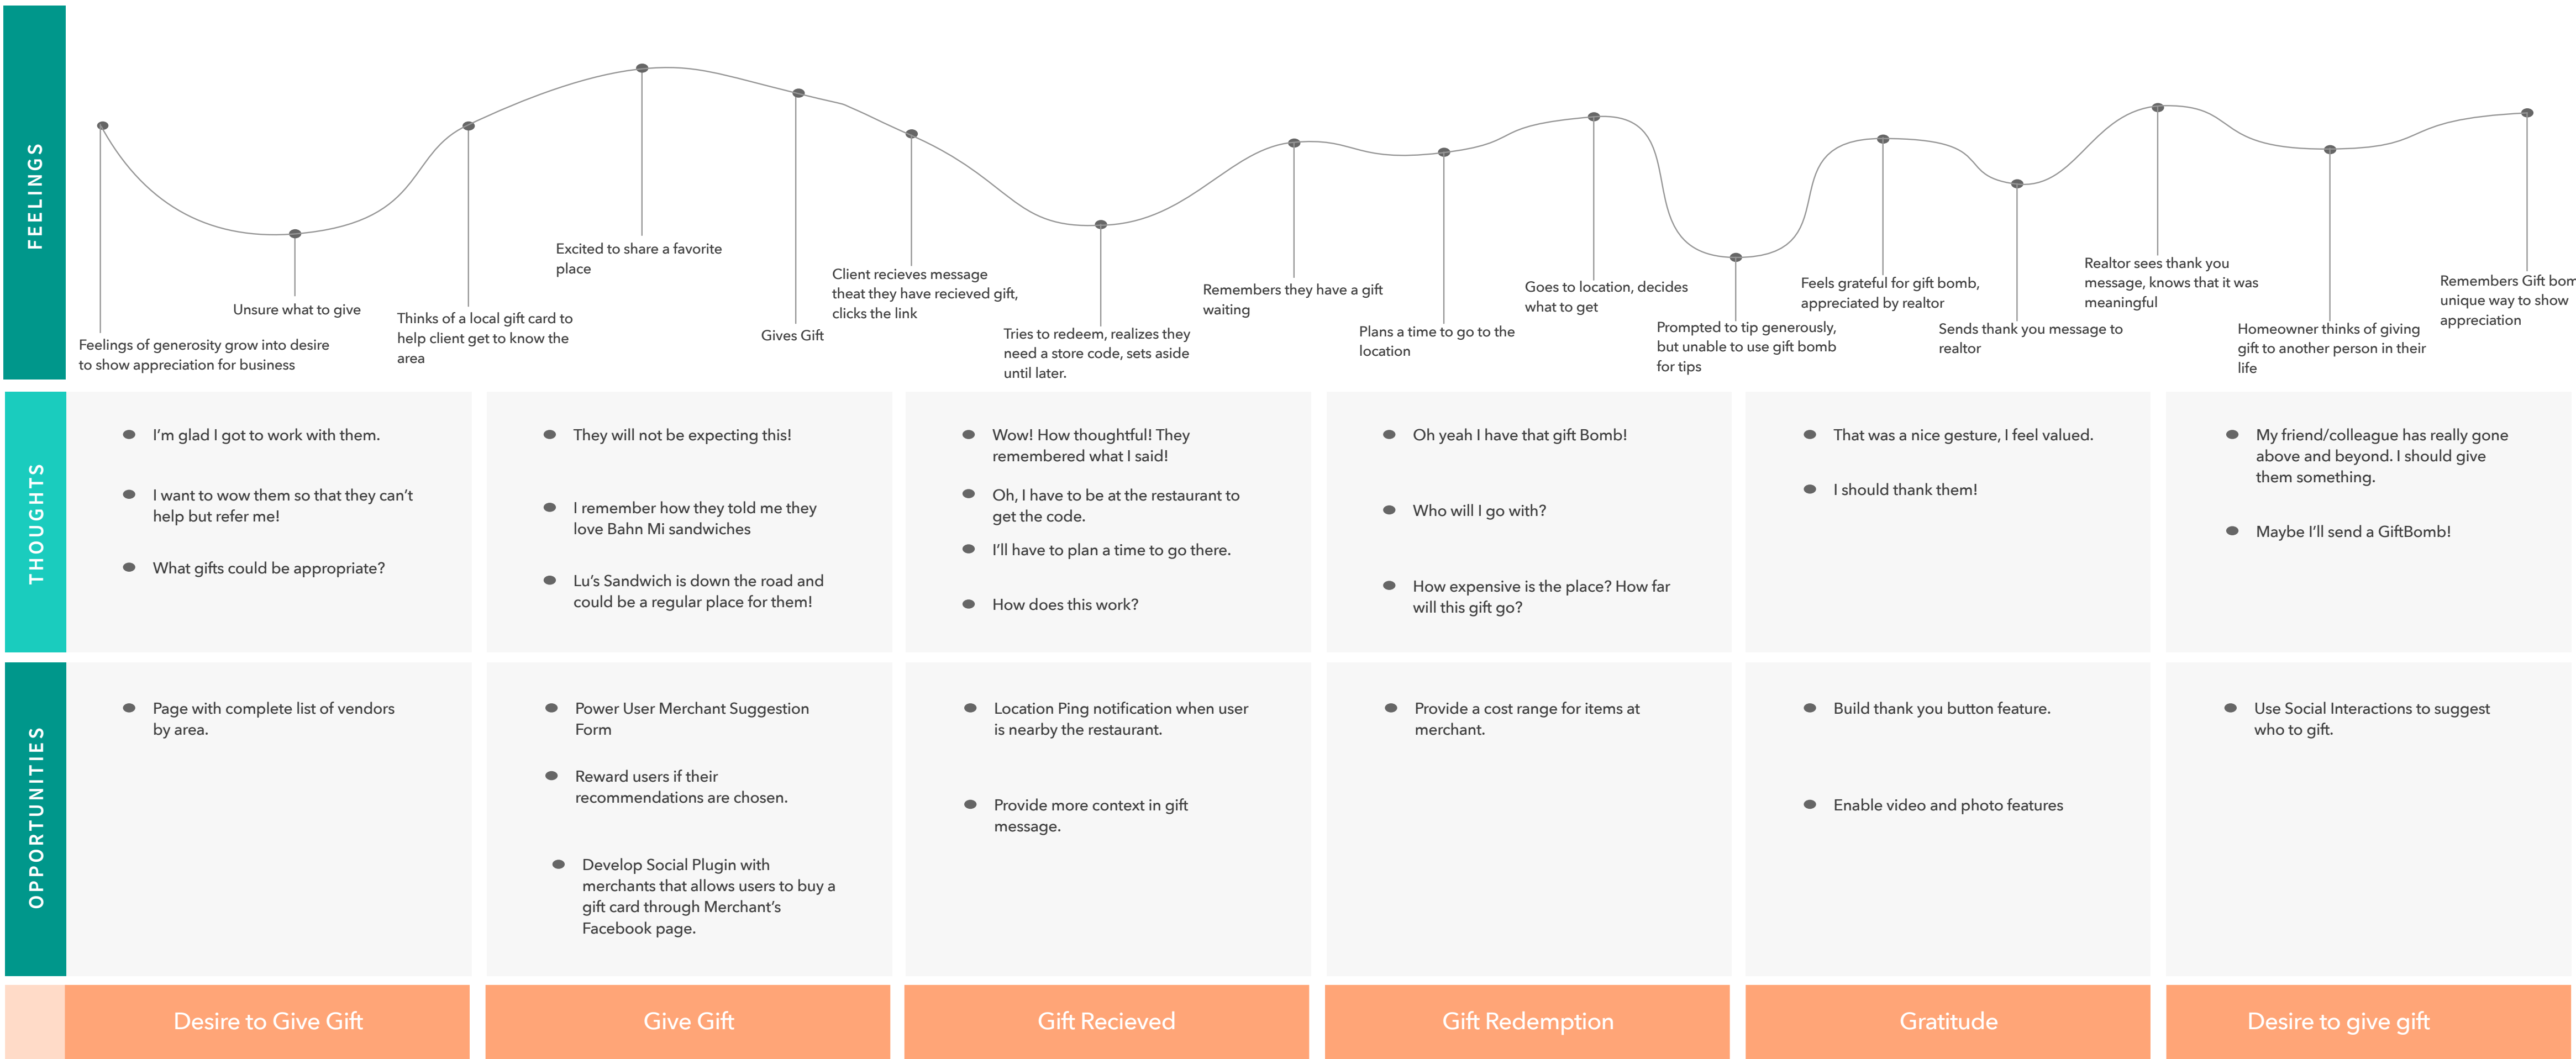 FEELINGS
Feelings of generosity grow into desire
to show appreciation for business
Unsure what to give
Thinks of a local gift card to
help client get to know the
area
Excited to share a favorite
place
Gives Gift
Client recieves message
theat they have recieved gift,
clicks the link
Tries to redeem, realizes they
need a store code, sets aside
until later.
Remembers they have a gift
waiting
Plans a time to go to the
location
Goes to location, decides
what to get
Prompted to tip generously,
but unable to use gift bomb
for tips
Feels grateful for gift bomb,
appreciated by realtor
Sends thank you message to
realtor
Realtor sees thank you
message, knows that it was
meaningful
Homeowner thinks of giving
gift to another person in their
life
Remembers Gift bom
unique way to show
appreciation
THOUGHTS
I’m glad I got to work with them.
I want to wow them so that they can’t
help but refer me!
What gifts could be appropriate?
They will not be expecting this!
I remember how they told me they
love Bahn Mi sandwiches
Lu’s Sandwich is down the road and
could be a regular place for them!
Wow! How thoughtful! They
remembered what I said!
Oh, I have to be at the restaurant to
get the code.
I’ll have to plan a time to go there.
How does this work?
Oh yeah I have that gift Bomb!
Who will I go with?
How expensive is the place? How far
will this gift go?
That was a nice gesture, I feel valued.
I should thank them!
My friend/colleague has really gone
above and beyond. I should give
them something.
Maybe I’ll send a GiftBomb!
OPPORTUNITIES
Page with complete list of vendors
by area.
Power User Merchant Suggestion
Form
Reward users if their
recommendations are chosen.
Develop Social Plugin with
merchants that allows users to buy a
gift card through Merchant’s
Facebook page.
Location Ping notification when user
is nearby the restaurant.
Provide more context in gift
message.
Provide a cost range for items at
merchant.
Build thank you button feature.
Enable video and photo features
Use Social Interactions to suggest
who to gift.
Desire to Give Gift
Give Gift
Gift Recieved
Gift Redemption
Gratitude
Desire to give gift